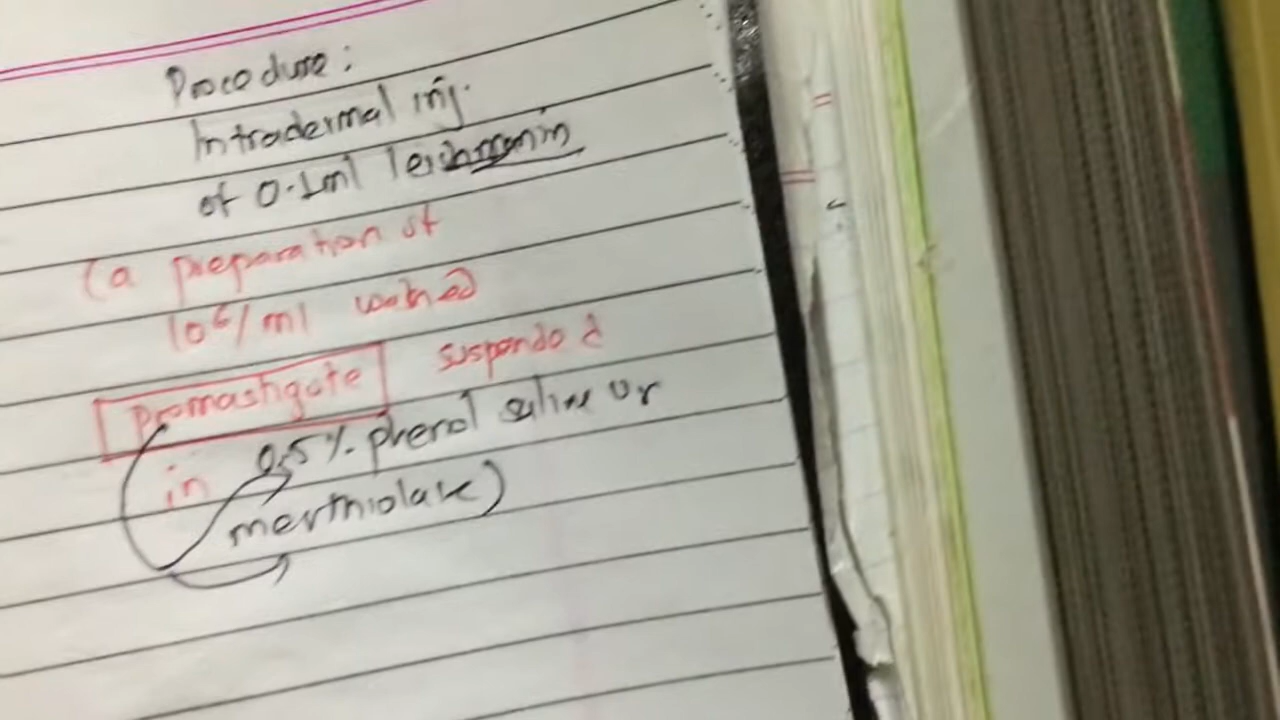 Procedure:
Intradermal inj.
of 0.1ml leishmanin
(a preparation of
10⁶/ml washed
promastigote suspended
in 0.5% phenol saline or
merthiolate)